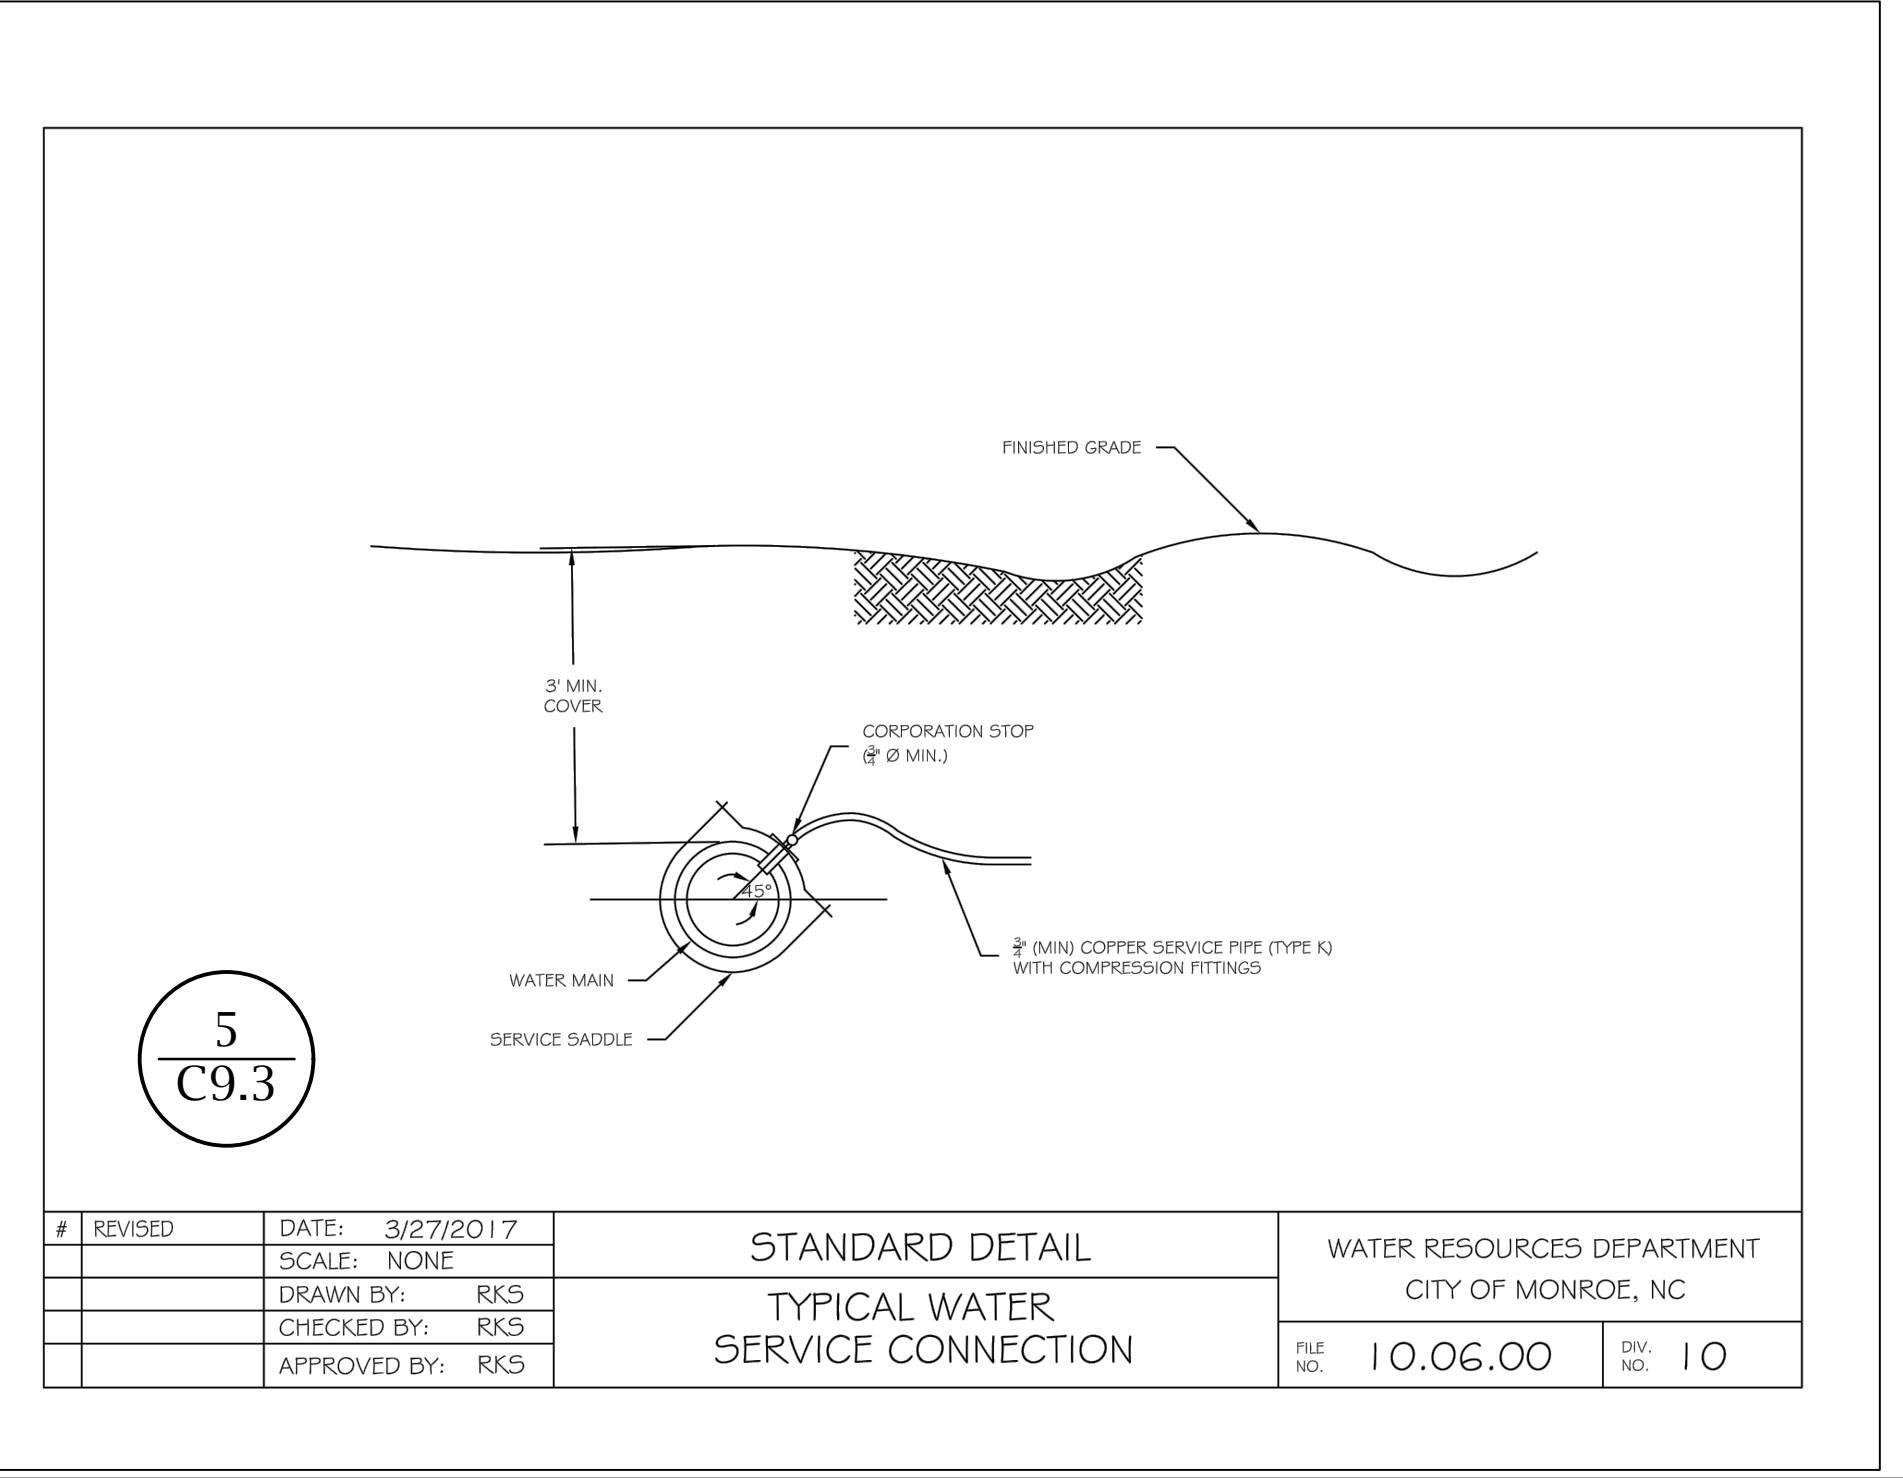 FINISHED GRADE
3' MIN.
COVER
CORPORATION STOP
(3/4" Ø MIN.)
45°
3/4" (MIN) COPPER SERVICE PIPE (TYPE K)
WITH COMPRESSION FITTINGS
WATER MAIN
SERVICE SADDLE
5
C9.3
# REVISED
DATE: 3/27/2017
SCALE: NONE
DRAWN BY: RKS
CHECKED BY: RKS
APPROVED BY: RKS
STANDARD DETAIL
TYPICAL WATER
SERVICE CONNECTION
WATER RESOURCES DEPARTMENT
CITY OF MONROE, NC
FILE
NO. 10.06.00
DIV.
NO. 10